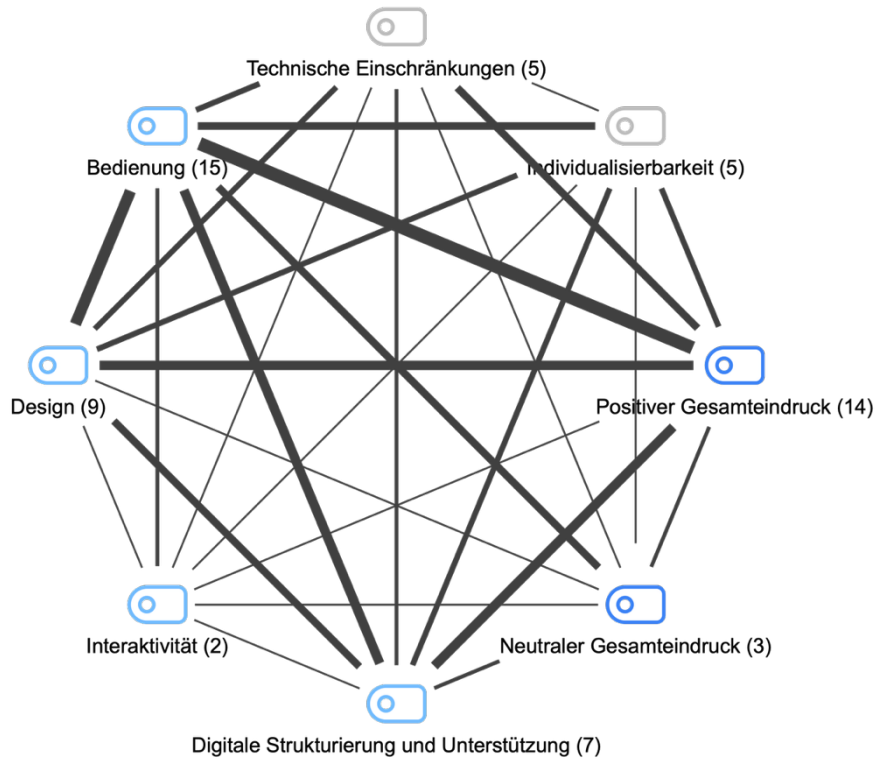 Technische Einschränkungen (5)
Bedienung (15)
Individualisierbarkeit (5)
Design (9)
Positiver Gesamteindruck (14)
Interaktivität (2)
Neutraler Gesamteindruck (3)
Digitale Strukturierung und Unterstützung (7)